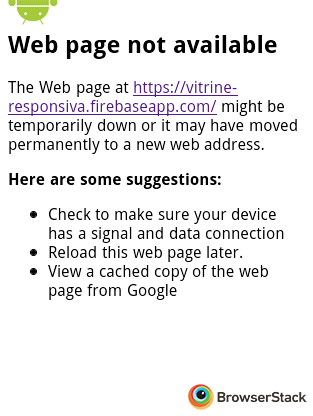 Web page not available
The Web page at https://vitrine-
responsiva.firebaseapp.com/ might be
temporarily down or it may have moved
permanently to a new web address.
Here are some suggestions:
• Check to make sure your device
has a signal and data connection
• Reload this web page later.
• View a cached copy of the web
page from Google
BrowserStack